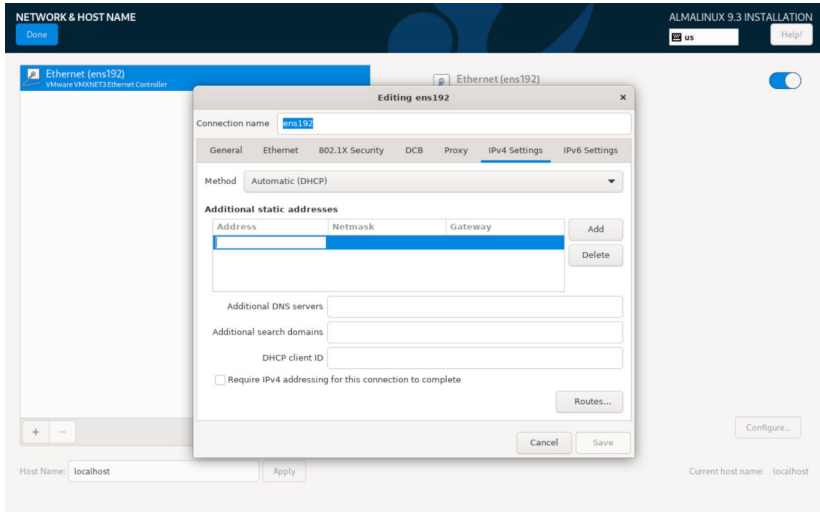 NETWORK & HOST NAME
ALMALINUX 9.3 INSTALLATION
Done
us
Help!
Ethernet (ens192)
VMware VMXNET3 Ethernet Controller
Ethernet (ens192)
Editing ens192
Connection name ens192
General Ethernet 802.1X Security DCB Proxy IPv4 Settings IPv6 Settings
Method Automatic (DHCP)
Additional static addresses
Address Netmask Gateway
Add
Delete
Additional DNS servers
Additional search domains
DHCP client ID
Require IPv4 addressing for this connection to complete
Routes...
Configure...
Cancel Save
Host Name: localhost Apply
Current host name: localhost